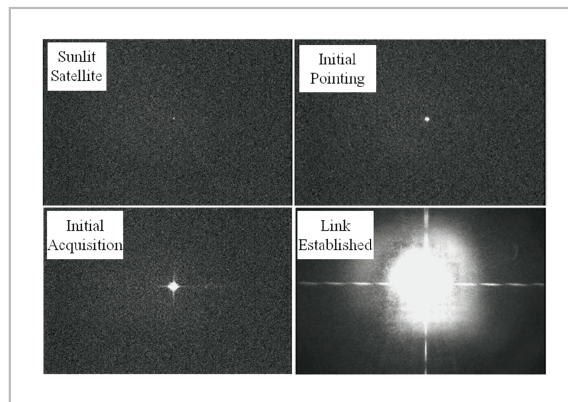 Sunlit
Satellite
Initial
Pointing
Initial
Acquisition
Link
Established